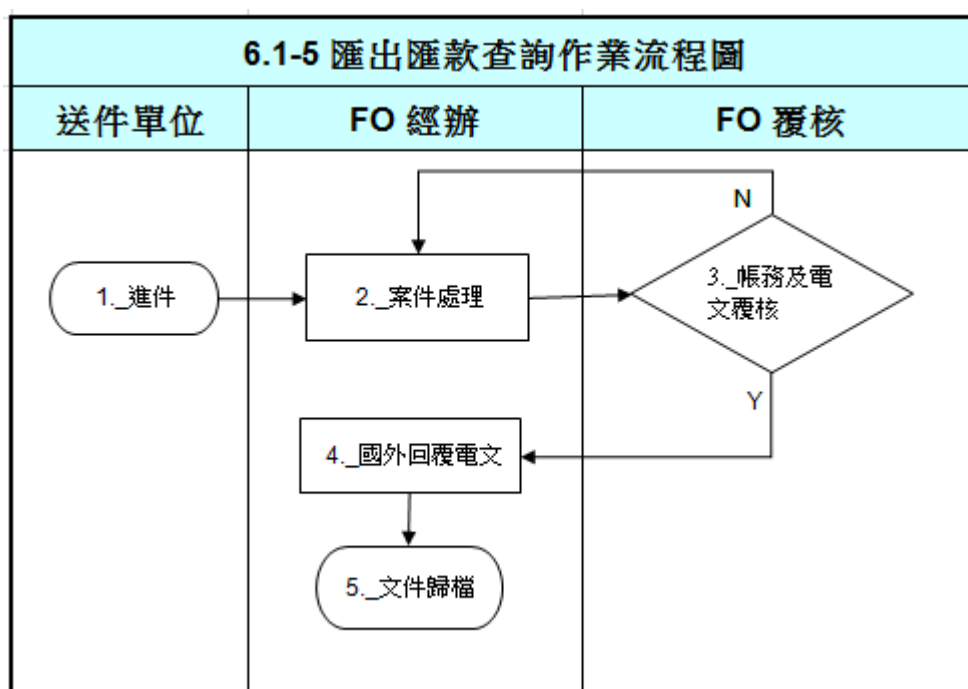 6.1-5 匯出匯款查詢作業流程圖
送件單位
FO 經辦
FO 覆核
N
1._進件
2._案件處理
3._帳務及電
文覆核
Y
4._國外回覆電文
5._文件歸檔